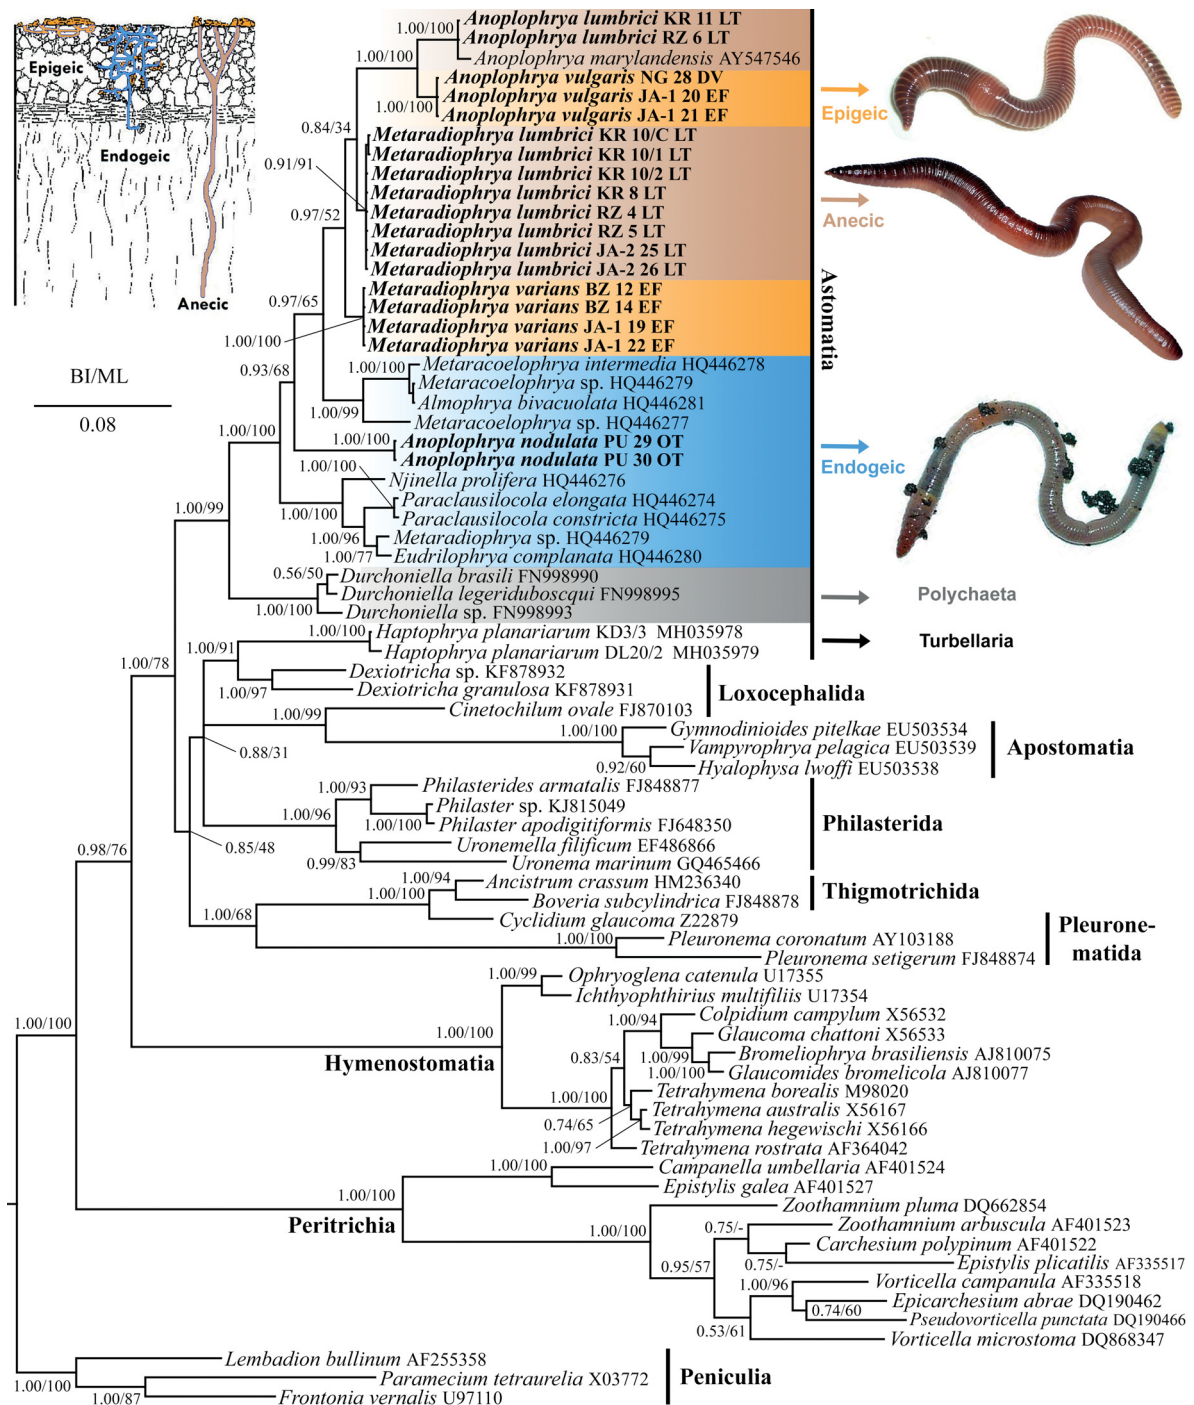 Epigeic
Endogeic
Anecic
BI/ML
0.08
1.00/100
Anoplophrya lumbrici KR 11 LT
Anoplophrya lumbrici RZ 6 LT
Anoplophrya marylandensis AY547546
Anoplophrya vulgaris NG 28 DV
1.00/100
Anoplophrya vulgaris JA-1 20 EF
Anoplophrya vulgaris JA-1 21 EF
0.84/34
Metaradiophrya lumbrici KR 10/C LT
Metaradiophrya lumbrici KR 10/1 LT
0.91/91
Metaradiophrya lumbrici KR 10/2 LT
Metaradiophrya lumbrici KR 8 LT
0.97/52
Metaradiophrya lumbrici RZ 4 LT
Metaradiophrya lumbrici RZ 5 LT
Metaradiophrya lumbrici JA-2 25 LT
Metaradiophrya lumbrici JA-2 26 LT
Metaradiophrya varians BZ 12 EF
0.97/65
Metaradiophrya varians BZ 14 EF
Metaradiophrya varians JA-1 19 EF
1.00/100
Metaradiophrya varians JA-1 22 EF
1.00/100
Metaracoelophrya intermedia HQ446278
0.93/68
Metaracoelophrya sp. HQ446279
Almophrya bivacuolata HQ446281
1.00/99
Metaracoelophrya sp. HQ446277
1.00/100
1.00/100
Anoplophrya nodulata PU 29 OT
Anoplophrya nodulata PU 30 OT
1.00/100
Njinella prolifera HQ446276
Paraclausilocola elongata HQ446274
1.00/100
Paraclausilocola constricta HQ446275
1.00/99
1.00/96
Metaradiophrya sp. HQ446279
1.00/77
Eudrilophrya complanata HQ446280
0.56/50
Durchoniella brasili FN998990
Durchoniella legeriduboscqui FN998995
1.00/100
Durchoniella sp. FN998993
Astomatia
Epigeic
Anecic
Endogeic
Polychaeta
Turbellaria
1.00/100
Haptophrya planariarum KD3/3 MH035978
1.00/91
Haptophrya planariarum DL20/2 MH035979
1.00/78
Dexiotricha sp. KF878932
1.00/97
Dexiotricha granulosa KF878931
Loxocephalida
1.00/99
Cinetochilum ovale FJ870103
1.00/100
Gymnodinioides pitelkae EU503534
0.88/31
Vampyrophrya pelagica EU503539
0.92/60
Hyalophysa lwoffi EU503538
Apostomatia
1.00/93
Philasterides armatalis FJ848877
Philaster sp. KJ815049
1.00/96
1.00/100
Philaster apodigitiformis FJ648350
Uronemella filificum EF486866
0.98/76
0.85/48
0.99/83
Uronema marinum GQ465466
Philasterida
1.00/94
Ancistrum crassum HM236340
1.00/100
Boveria subcylindrica FJ848878
Thigmotrichida
1.00/68
Cyclidium glaucoma Z22879
1.00/100
Pleuronema coronatum AY103188
Pleuronema setigerum FJ848874
Pleurone-
matida
1.00/99
Ophryoglena catenula U17355
Ichthyophthirius multifiliis U17354
1.00/100
1.00/100
Hymenostomatia
1.00/94
Colpidium campylum X56532
Glaucoma chattoni X56533
0.83/54
1.00/99
Bromeliophrya brasiliensis AJ810075
1.00/100
Glaucomides bromelicola AJ810077
1.00/100
Tetrahymena borealis M98020
Tetrahymena australis X56167
0.74/65
Tetrahymena hegewischi X56166
1.00/97
Tetrahymena rostrata AF364042
1.00/100
Campanella umbellaria AF401524
Epistylis galea AF401527
1.00/100
Peritrichia
Zoothamnium pluma DQ662854
1.00/100
0.75/-
Zoothamnium arbuscula AF401523
Carchesium polypinum AF401522
0.95/57
0.75/-
Epistylis plicatilis AF335517
1.00/96
Vorticella campanula AF335518
Epicarchesium abrae DQ190462
0.74/60
Pseudovorticella punctata DQ190466
0.53/61
Vorticella microstoma DQ868347
Lembadion bullinum AF255358
1.00/100
Paramecium tetraurelia X03772
1.00/87
Frontonia vernalis U97110
Peniculia